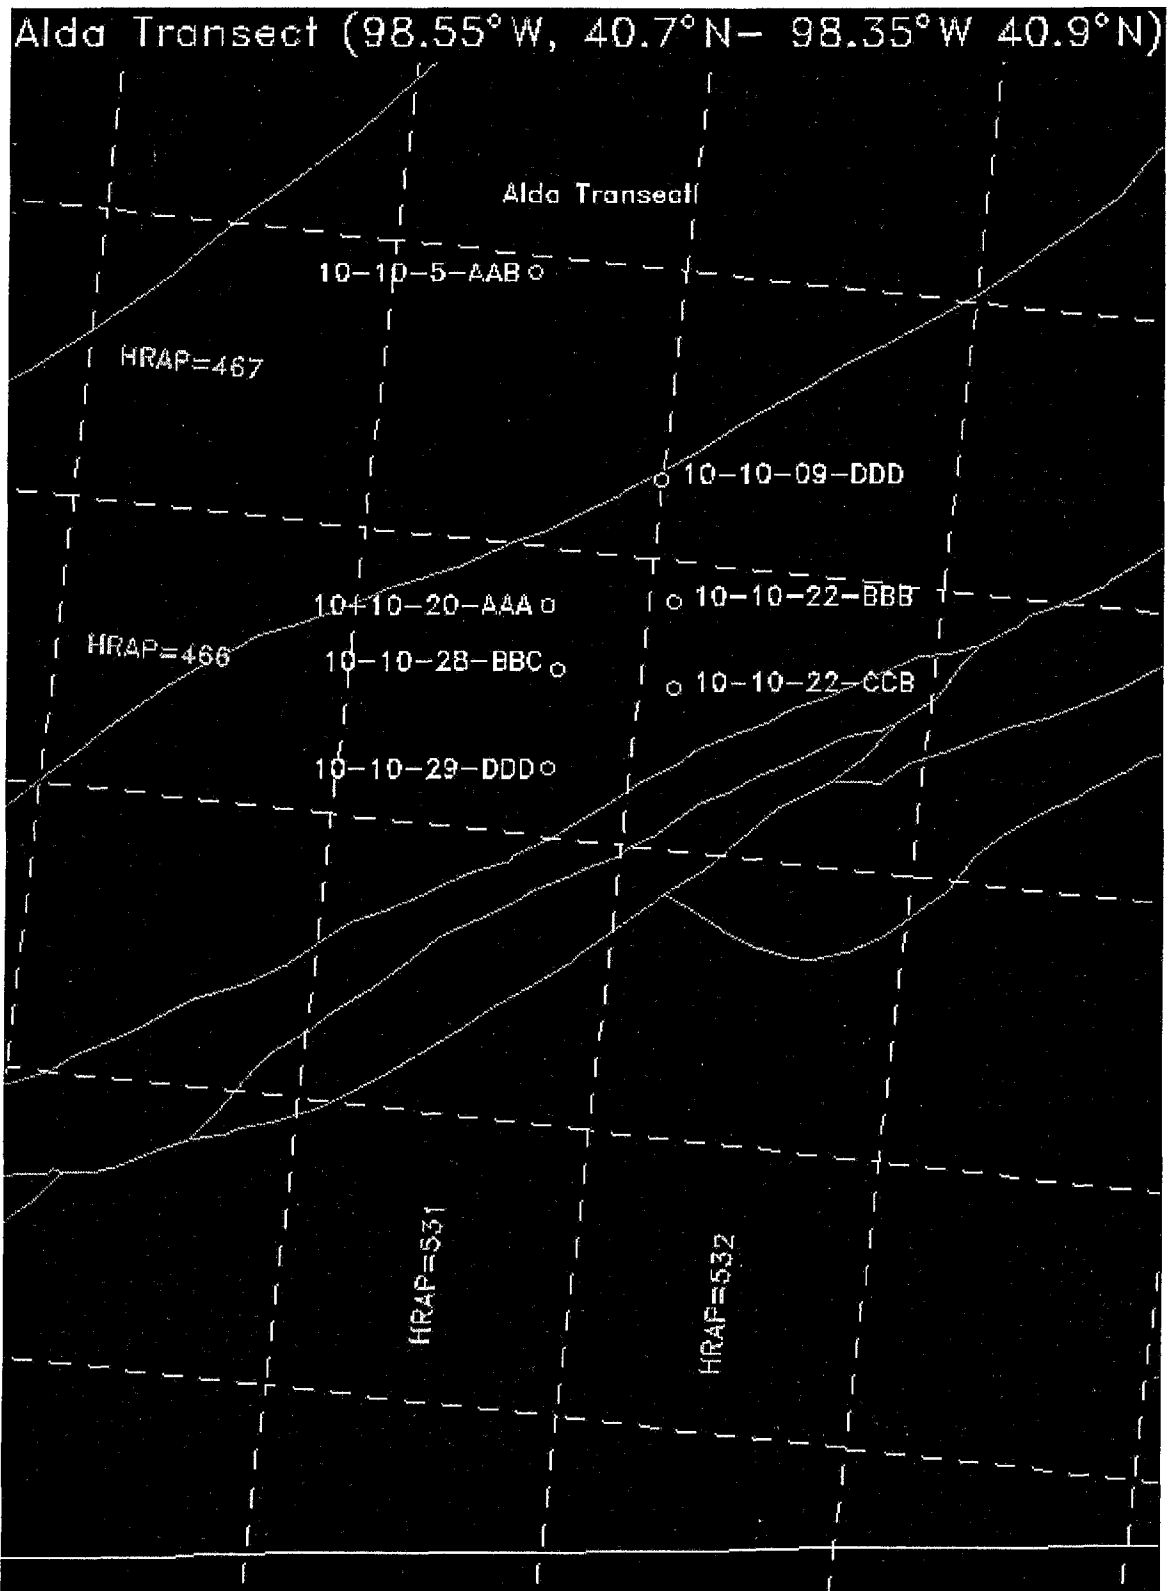 Alda Transect (98.55°W, 40.7°N- 98.35°W 40.9°N)
Alda Transect
10-10-5-AAB
HRAP=467
10-10-09-DDD
10-10-20-AAA
10-10-22-BBB
HRAP=466
10-10-28-BBC
10-10-22-CCB
10-10-29-DDD
HRAP=531
HRAP=532